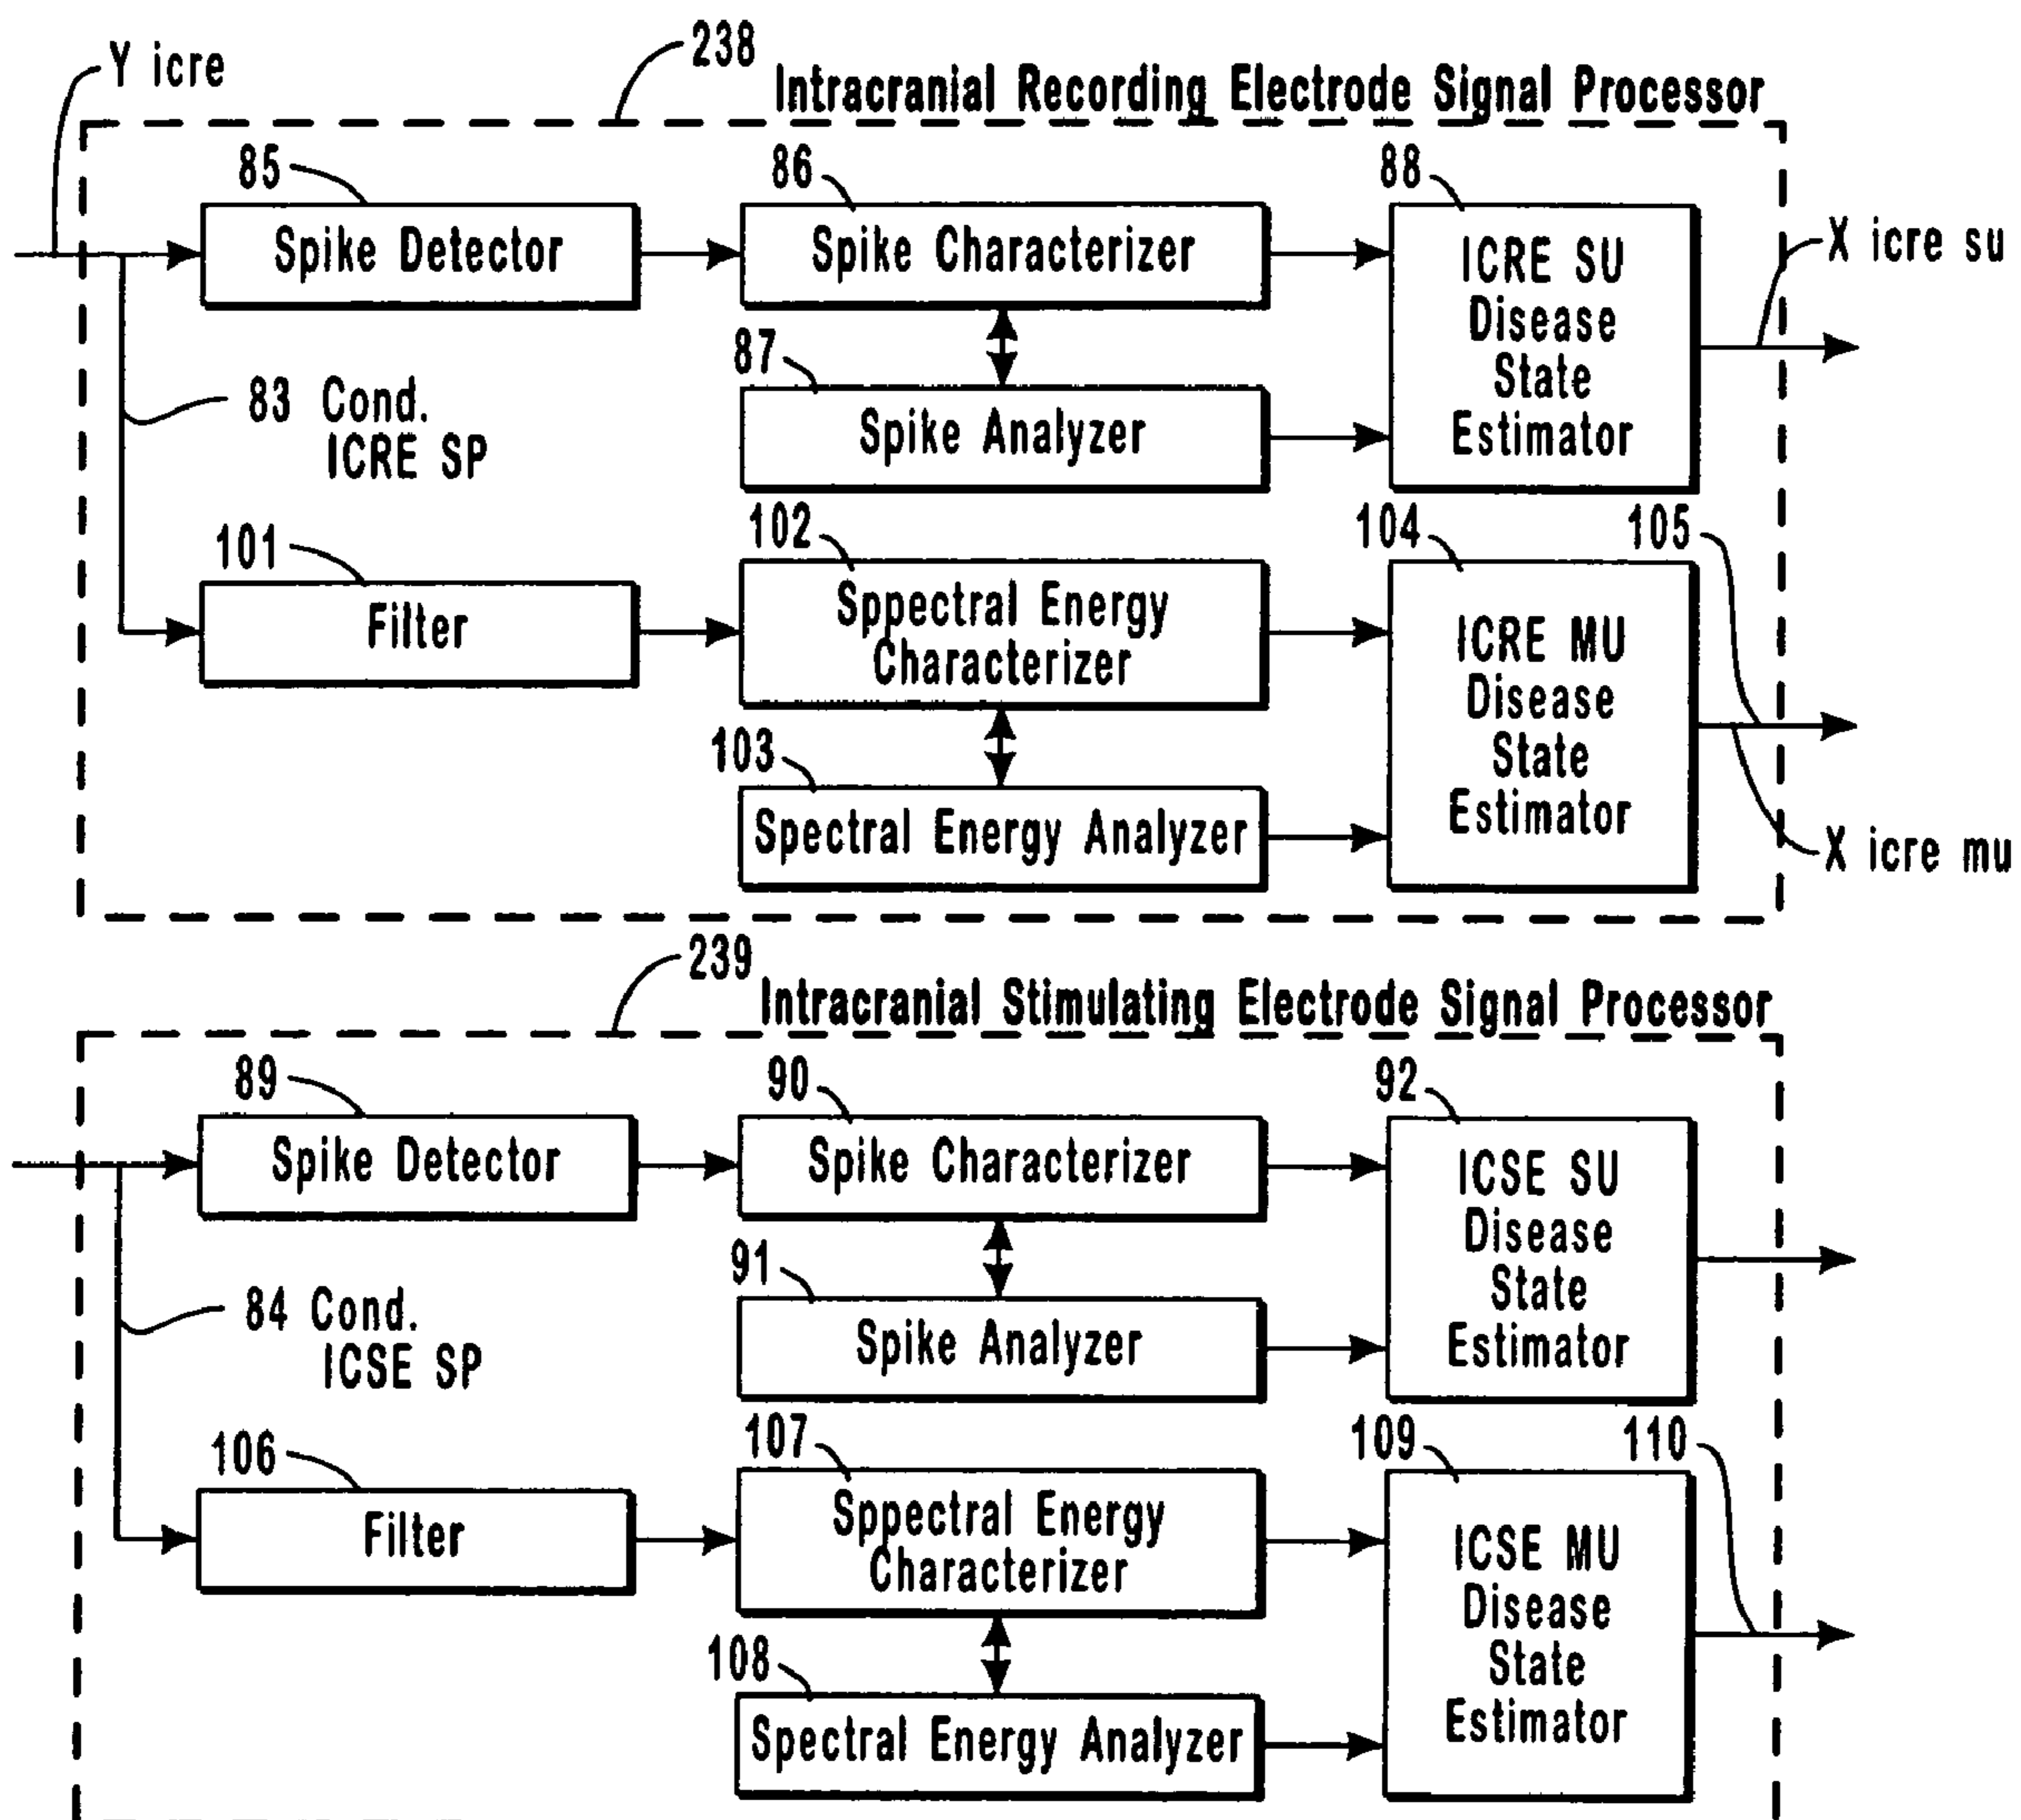 Y icre
238
Intracranial Recording Electrode Signal Processor
85
86
88
Spike Detector
Spike Characterizer
ICRE SU
Disease
State
Estimator
X icre su
87
83 Cond.
ICRE SP
Spike Analyzer
101
102
104
105
Filter
Sppectral Energy
Characterizer
ICRE MU
Disease
State
Estimator
103
Spectral Energy Analyzer
X icre mu
239
Intracranial Stimulating Electrode Signal Processor
89
90
92
Spike Detector
Spike Characterizer
ICSE SU
Disease
State
Estimator
91
84 Cond.
ICSE SP
Spike Analyzer
106
107
109
110
Filter
Sppectral Energy
Characterizer
ICSE MU
Disease
State
Estimator
108
Spectral Energy Analyzer